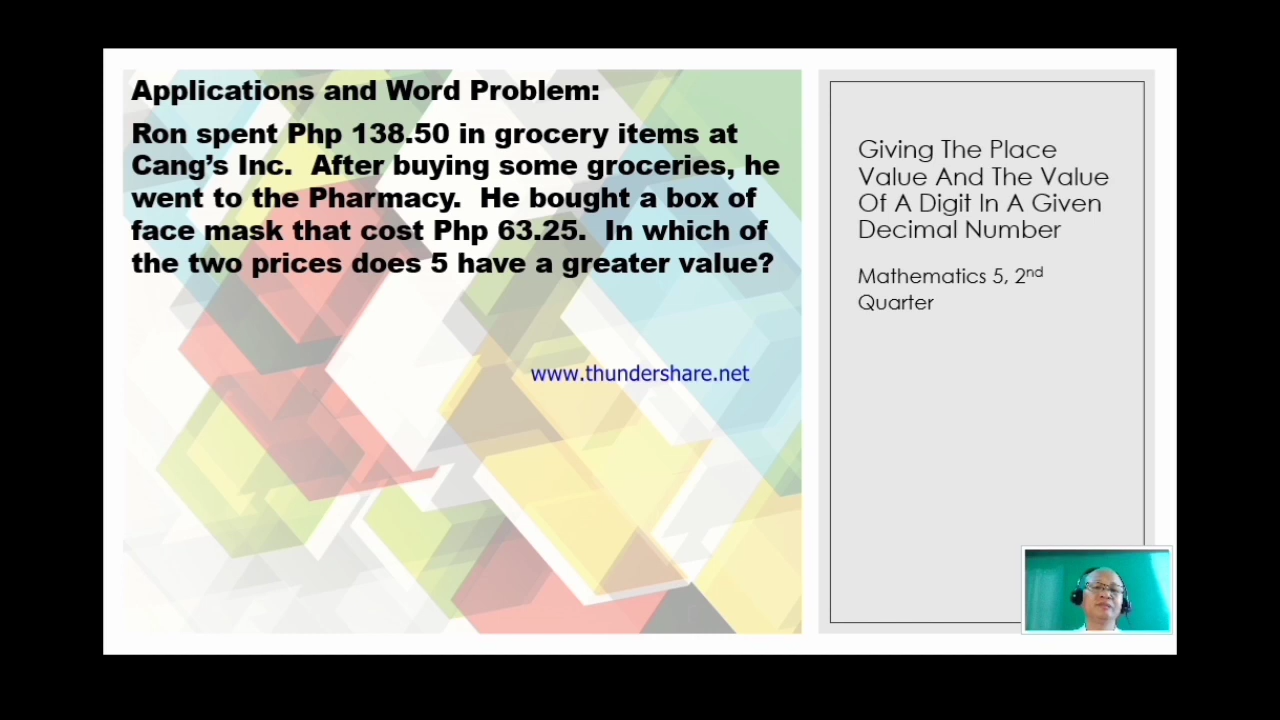 Applications and Word Problem:
Ron spent Php 138.50 in grocery items at
Cang’s Inc.  After buying some groceries, he
went to the Pharmacy.  He bought a box of
face mask that cost Php 63.25.  In which of
the two prices does 5 have a greater value?
www.thundershare.net
Giving The Place
Value And The Value
Of A Digit In A Given
Decimal Number
Mathematics 5, 2nd
Quarter